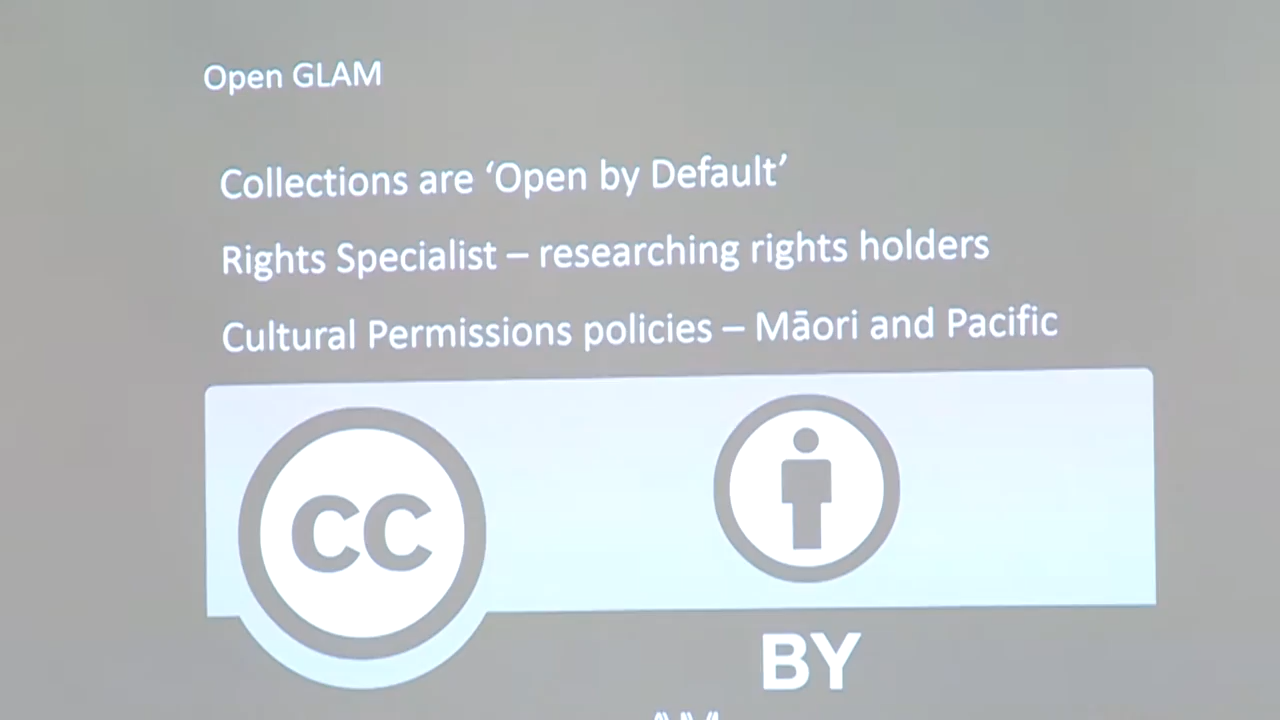 Open GLAM
Collections are ‘Open by Default’
Rights Specialist – researching rights holders
Cultural Permissions policies – Māori and Pacific
CC
BY